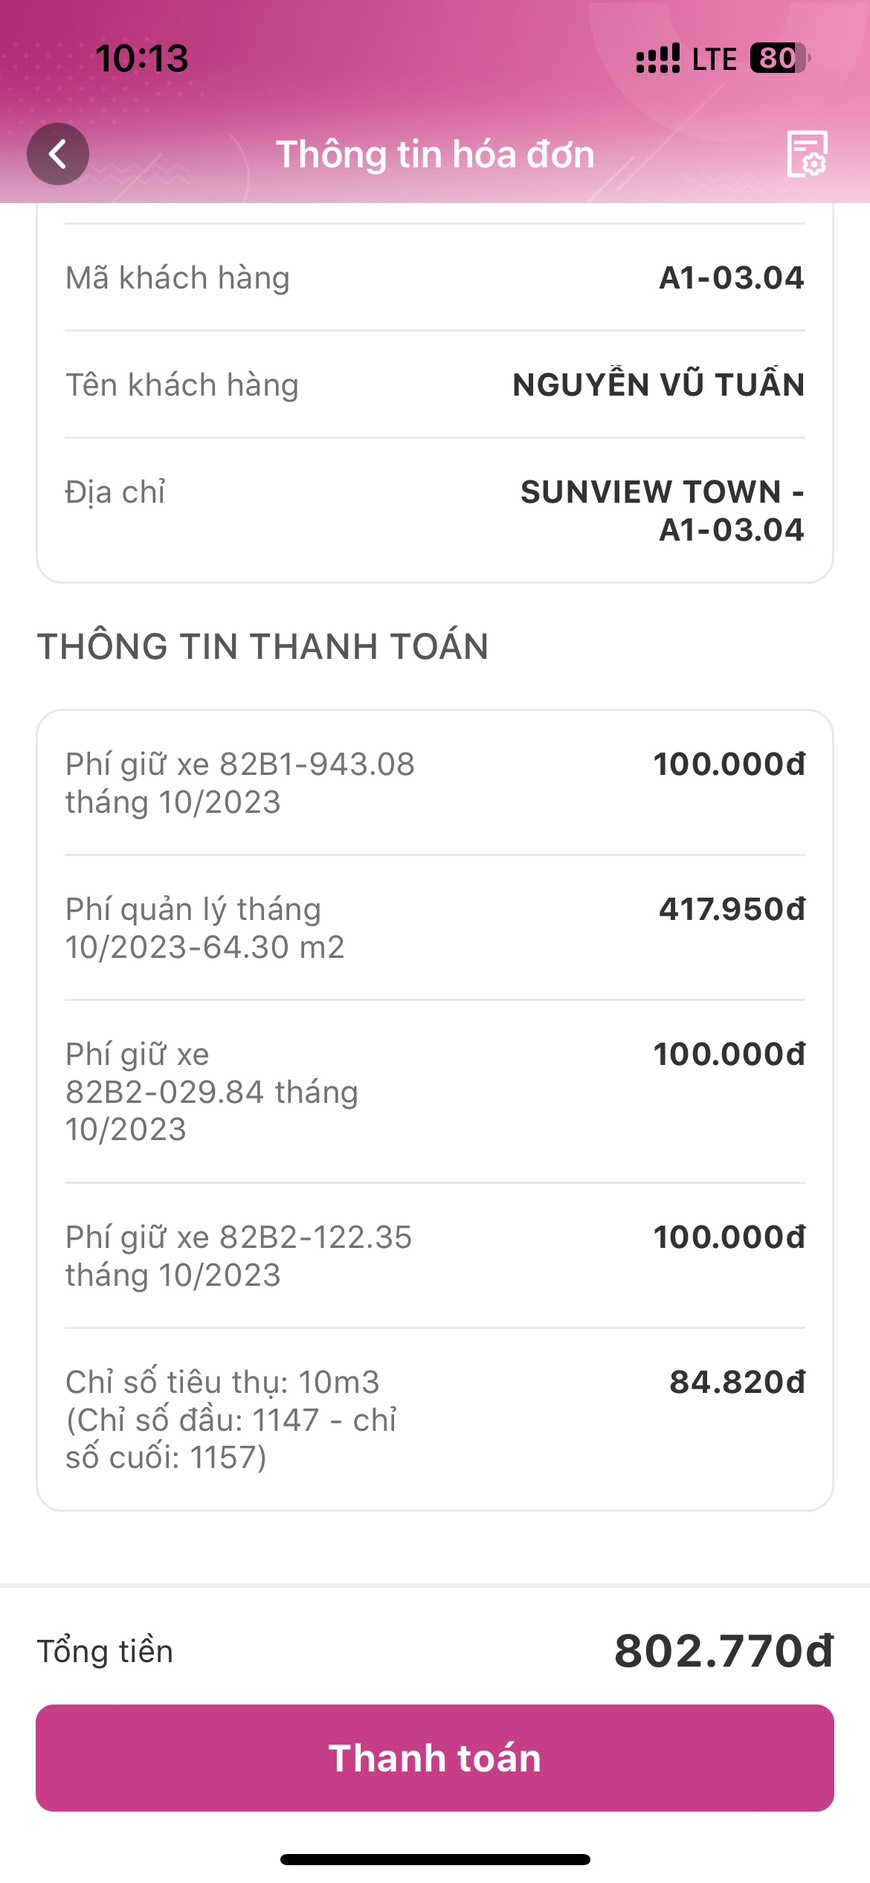 10:13
LTE 80
Thông tin hóa đơn
Mã khách hàng A1-03.04
Tên khách hàng NGUYỄN VŨ TUẤN
Địa chỉ SUNVIEW TOWN -
A1-03.04
THÔNG TIN THANH TOÁN
Phí giữ xe 82B1-943.08 100.000đ
tháng 10/2023
Phí quản lý tháng 417.950đ
10/2023-64.30 m2
Phí giữ xe 100.000đ
82B2-029.84 tháng
10/2023
Phí giữ xe 82B2-122.35 100.000đ
tháng 10/2023
Chỉ số tiêu thụ: 10m3 84.820đ
(Chỉ số đầu: 1147 - chỉ
số cuối: 1157)
Tổng tiền 802.770đ
Thanh toán